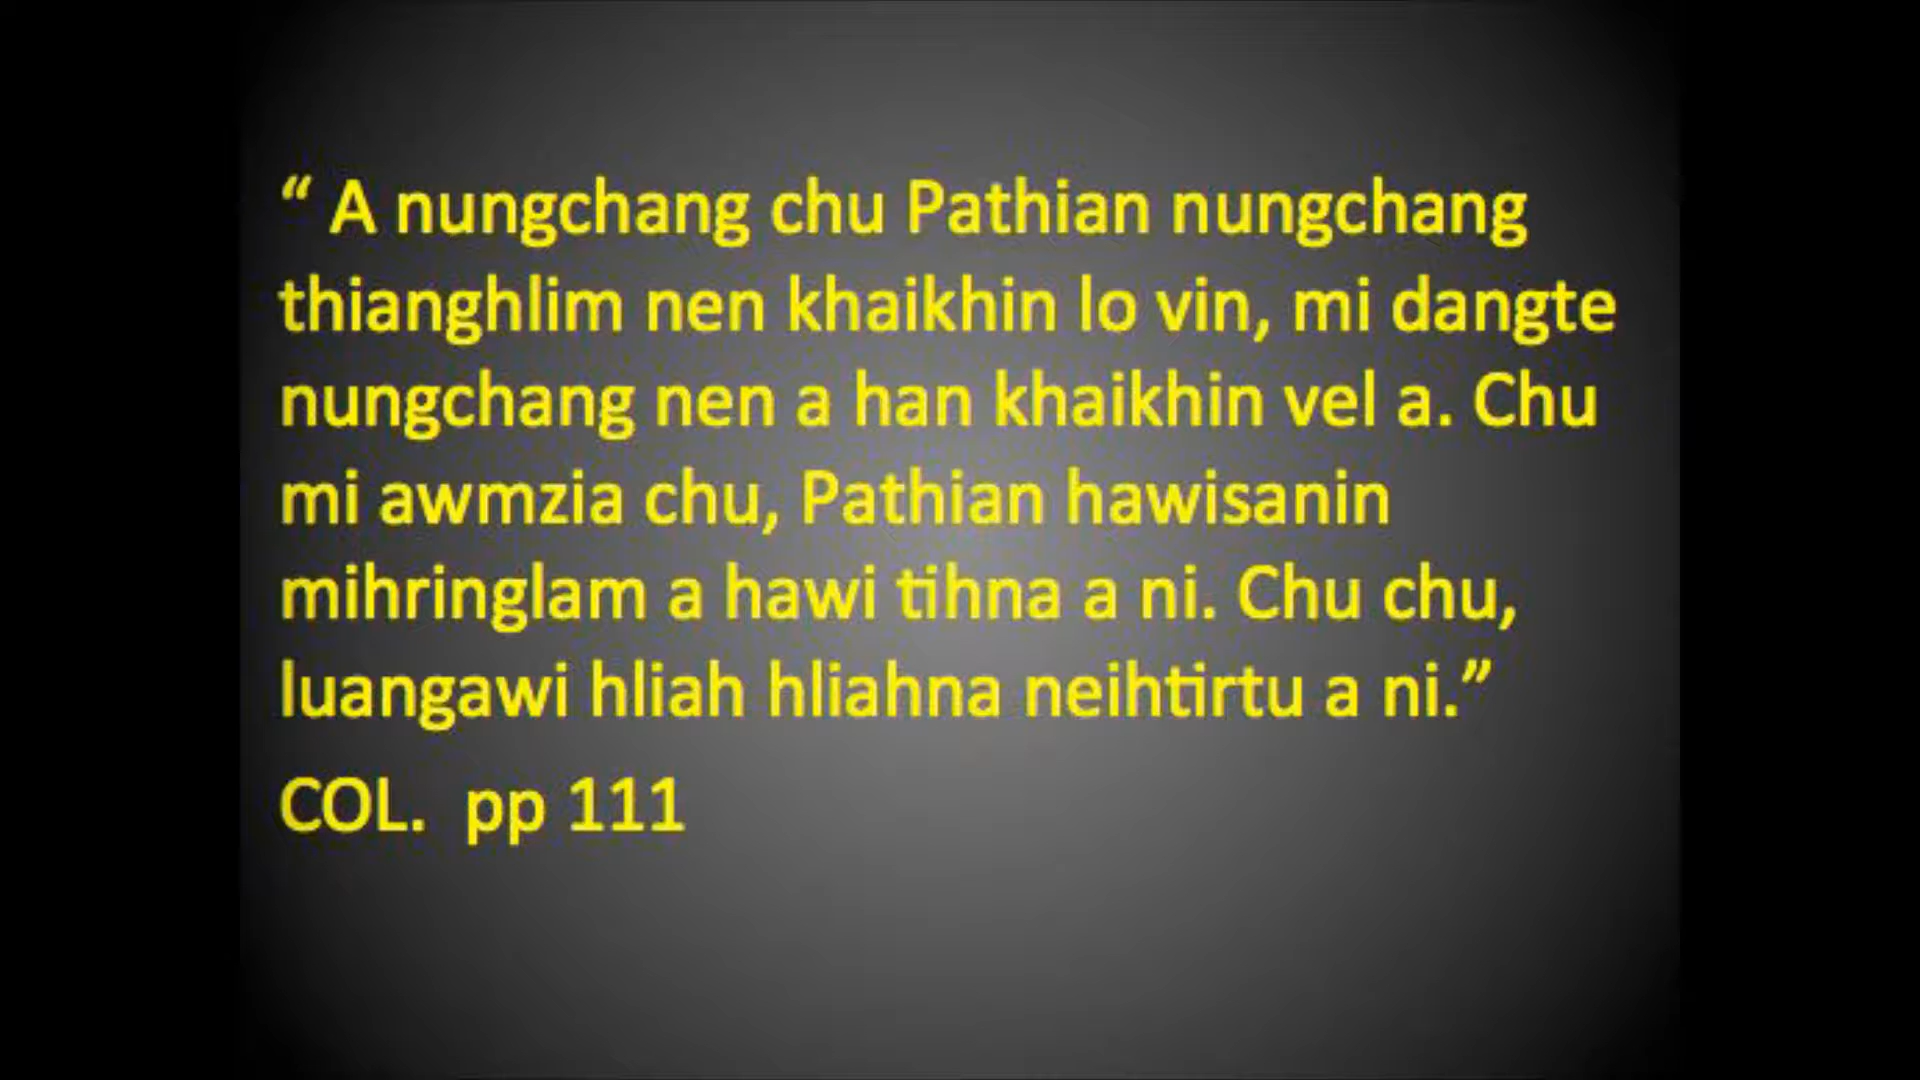 “ A nungchang chu Pathian nungchang
thianghlim nen khaikhin lo vin, mi dangte
nungchang nen a han khaikhin vel a. Chu
mi awmzia chu, Pathian hawisanin
mihringlam a hawi tihna a ni. Chu chu,
luangawi hliah hliahna neihtirtu a ni.”
COL.  pp 111